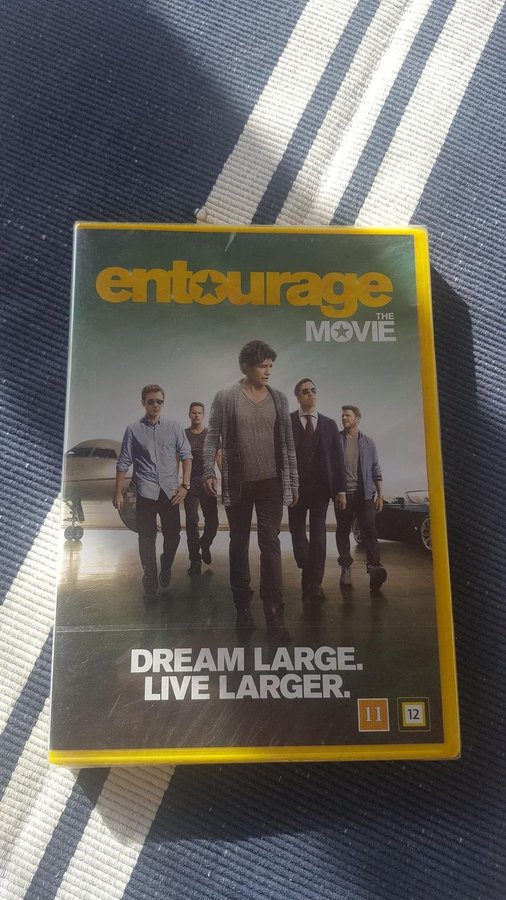 entourage
THE
MOVIE
DREAM LARGE.
LIVE LARGER.
11 12